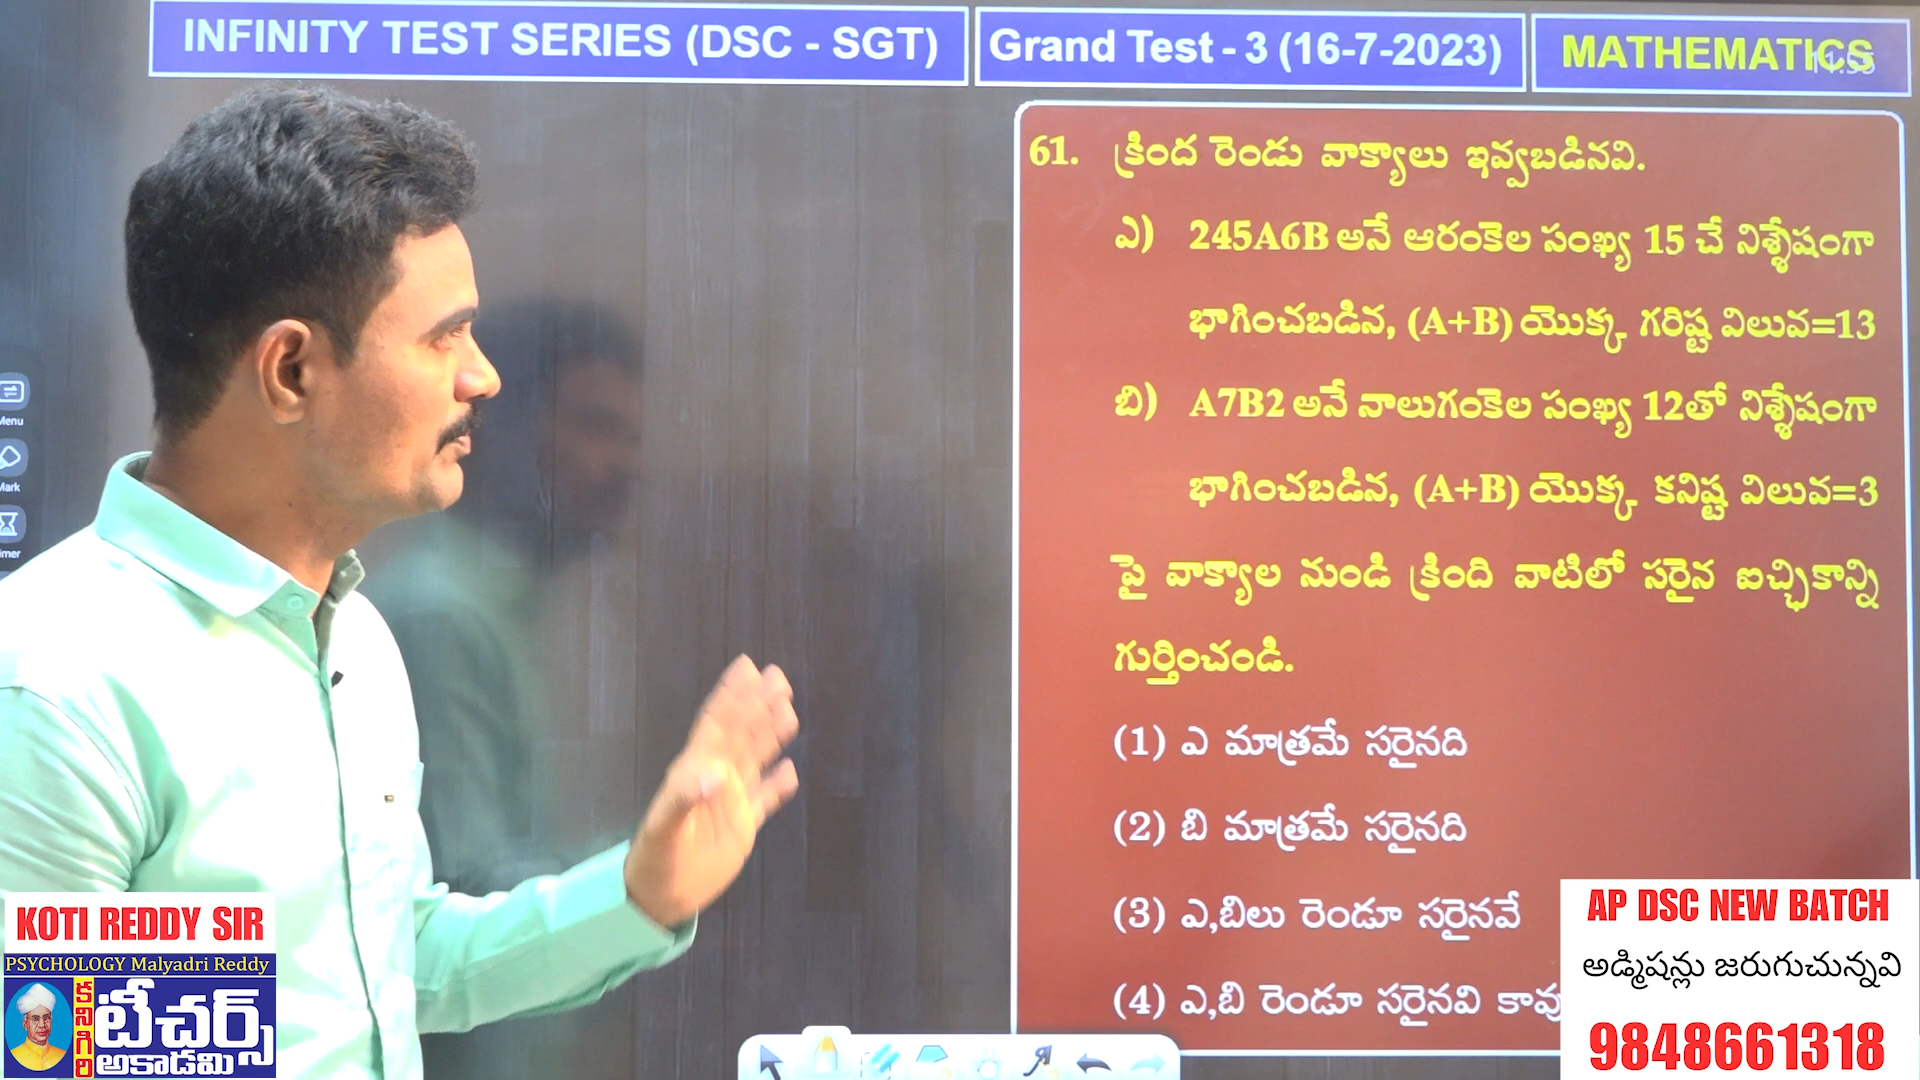 INFINITY TEST SERIES (DSC - SGT)
Grand Test - 3 (16-7-2023)
MATHEMATICS
61. క్రింద రెండు వాక్యాలు ఇవ్వబడినవి.
ఎ) 245A6B అనే ఆరంకెల సంఖ్య 15 చే నిశ్శేషంగా
భాగించబడిన, (A+B) యొక్క గరిష్ట విలువ=13
బి) A7B2 అనే నాలుగంకెల సంఖ్య 12తో నిశ్శేషంగా
భాగించబడిన, (A+B) యొక్క కనిష్ట విలువ=3
పై వాక్యాల నుండి క్రింది వాటిలో సరైన ఐచ్ఛికాన్ని
గుర్తించండి.
(1) ఎ మాత్రమే సరైనది
(2) బి మాత్రమే సరైనది
(3) ఎ,బిలు రెండూ సరైనవే
(4) ఎ,బి రెండూ సరైనవి కావు
Menu
Mark
imer
KOTI REDDY SIR
PSYCHOLOGY Malyadri Reddy
కనిగిరి
టీచర్స్
అకాడమి
AP DSC NEW BATCH
అడ్మిషన్లు జరుగుచున్నవి
9848661318